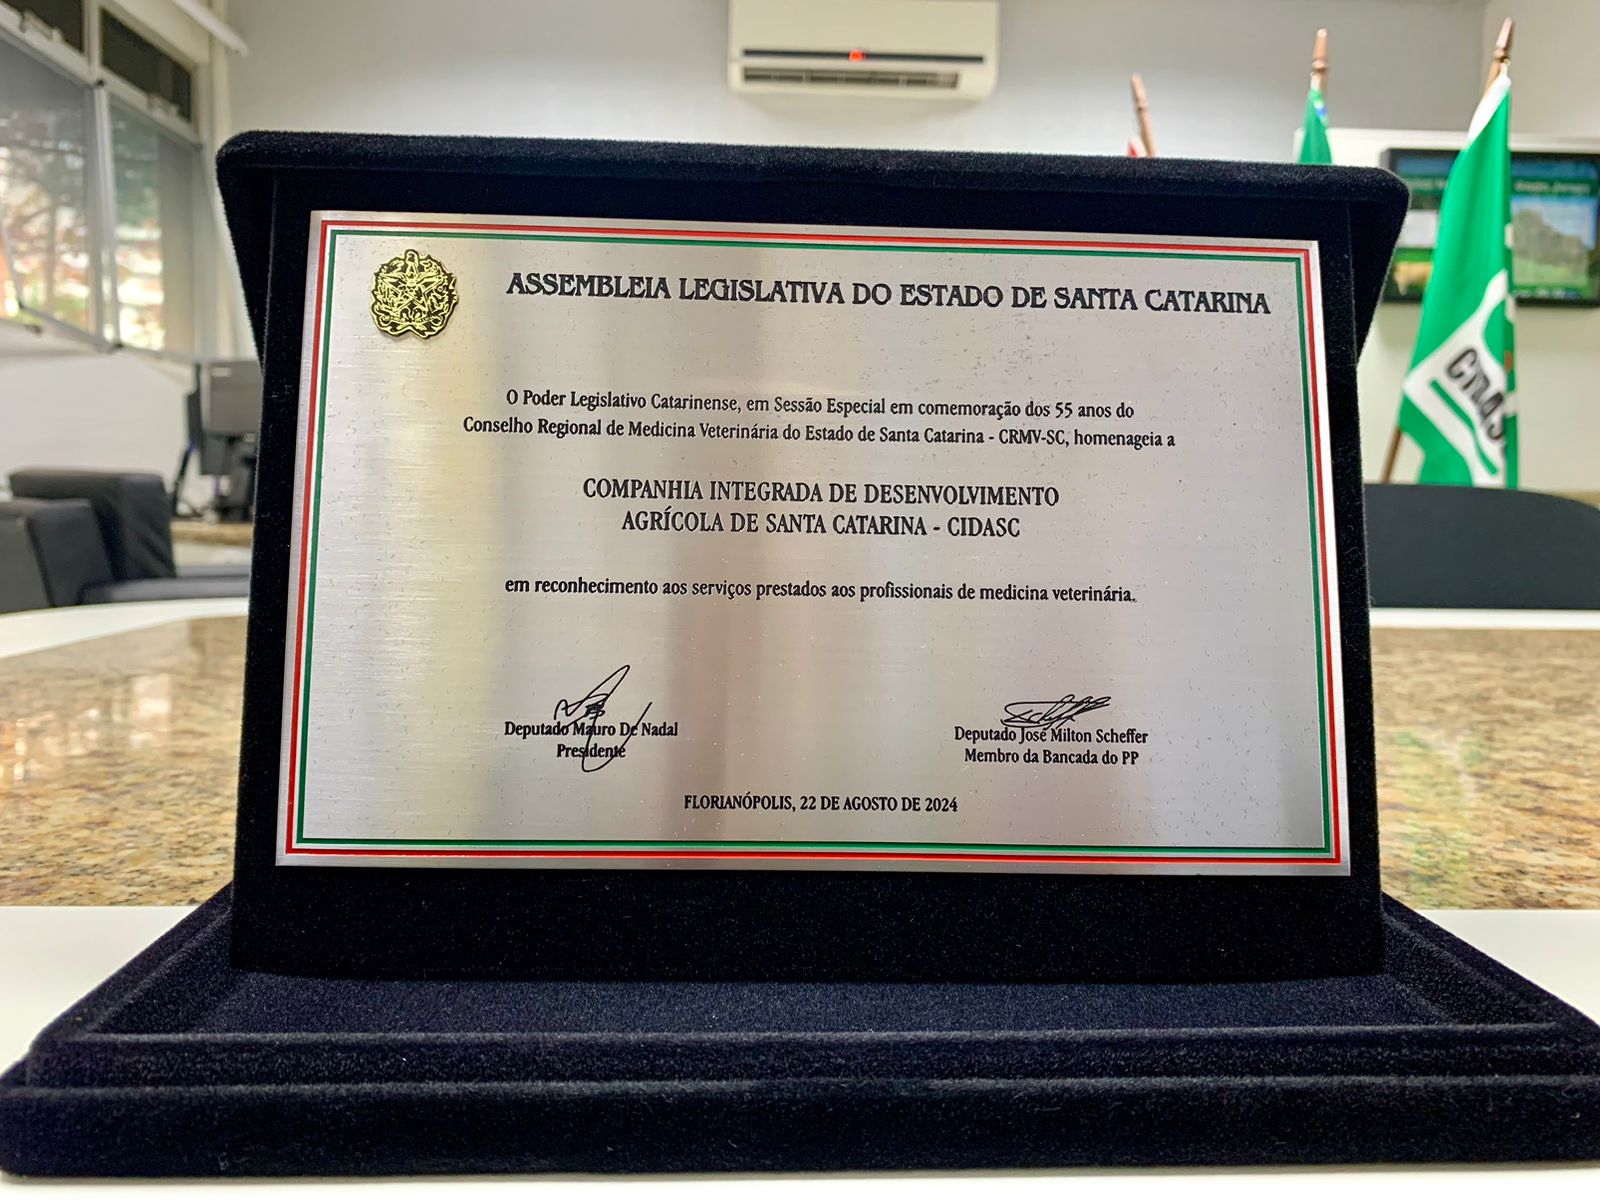 ASSEMBLEIA LEGISLATIVA DO ESTADO DE SANTA CATARINA
O Poder Legislativo Catarinense, em Sessão Especial em comemoração dos 55 anos do
Conselho Regional de Medicina Veterinária do Estado de Santa Catarina - CRMV-SC, homenageia a
COMPANHIA INTEGRADA DE DESENVOLVIMENTO
AGRÍCOLA DE SANTA CATARINA - CIDASC
em reconhecimento aos serviços prestados aos profissionais de medicina veterinária.
Deputado Mauro De Nadal
Presidente
Deputado José Milton Scheffer
Membro da Bancada do PP
FLORIANÓPOLIS, 22 DE AGOSTO DE 2024